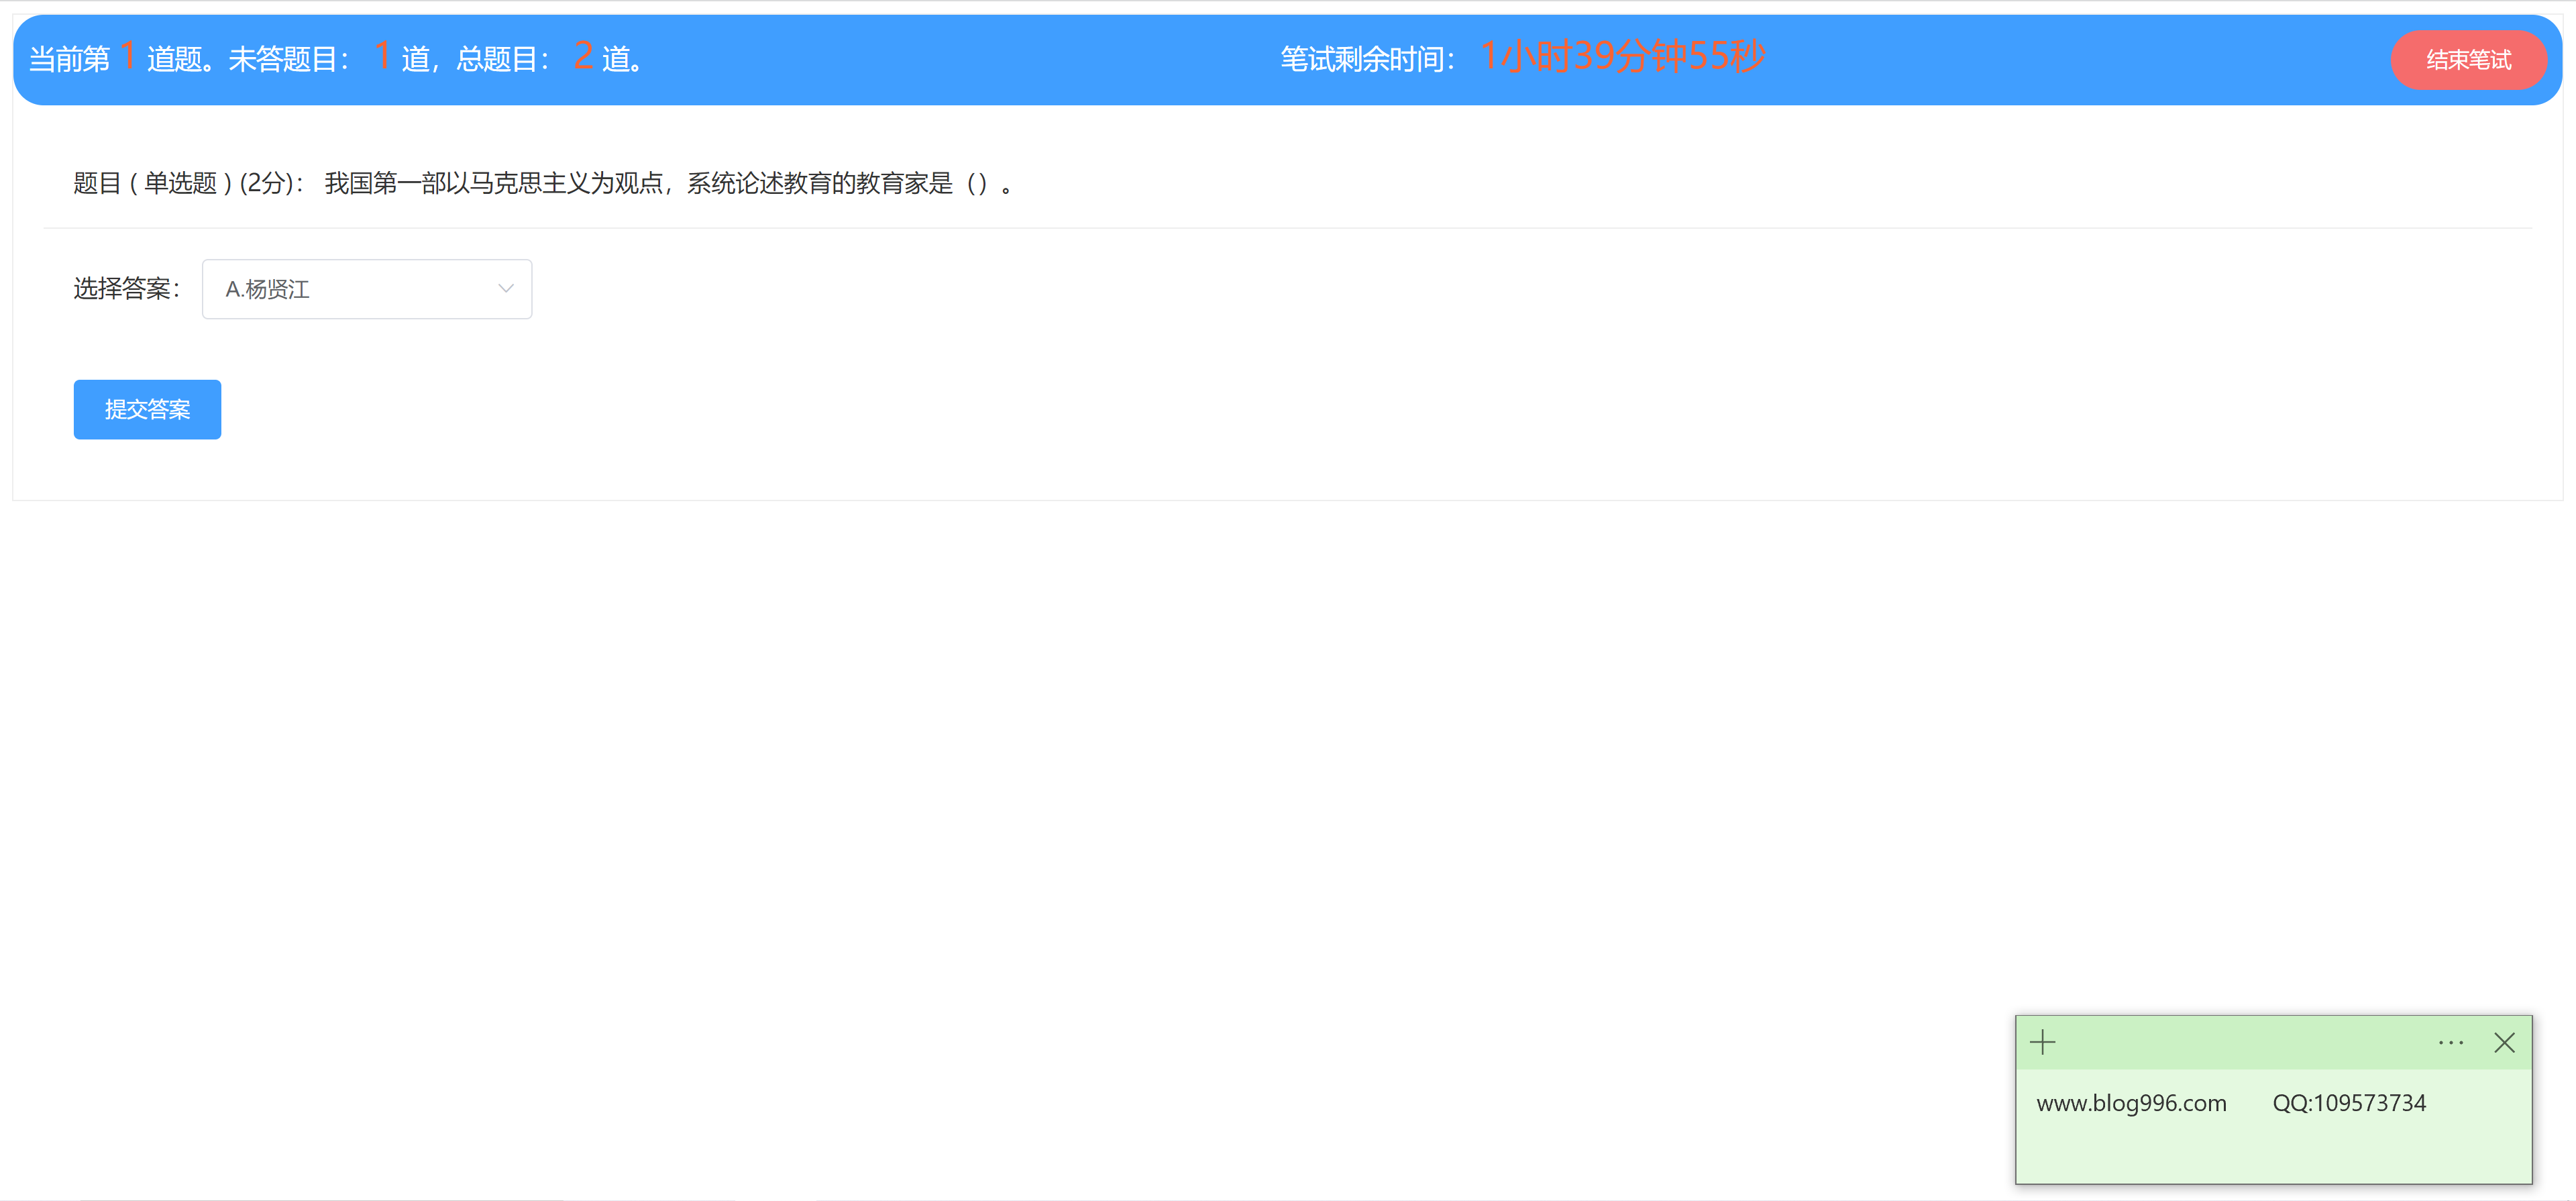 当前第 1 道题。未答题目： 1 道，总题目： 2 道。
笔试剩余时间： 1小时39分钟55秒
结束笔试
题目 ( 单选题 ) (2分)： 我国第一部以马克思主义为观点，系统论述教育的教育家是（）。
选择答案：
A.杨贤江
提交答案
www.blog996.com QQ:109573734